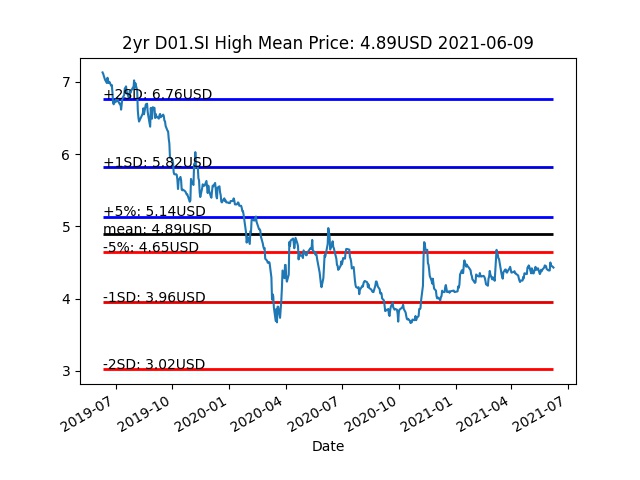 2yr D01.SI High Mean Price: 4.89USD 2021-06-09
7
+2SD: 6.76USD
6
+1SD: 5.82USD
+5%: 5.14USD
5
mean: 4.89USD
-5%: 4.65USD
4
-1SD: 3.96USD
3
-2SD: 3.02USD
2019-07
2019-10
2020-01
2020-04
2020-07
2020-10
2021-01
2021-04
2021-07
Date